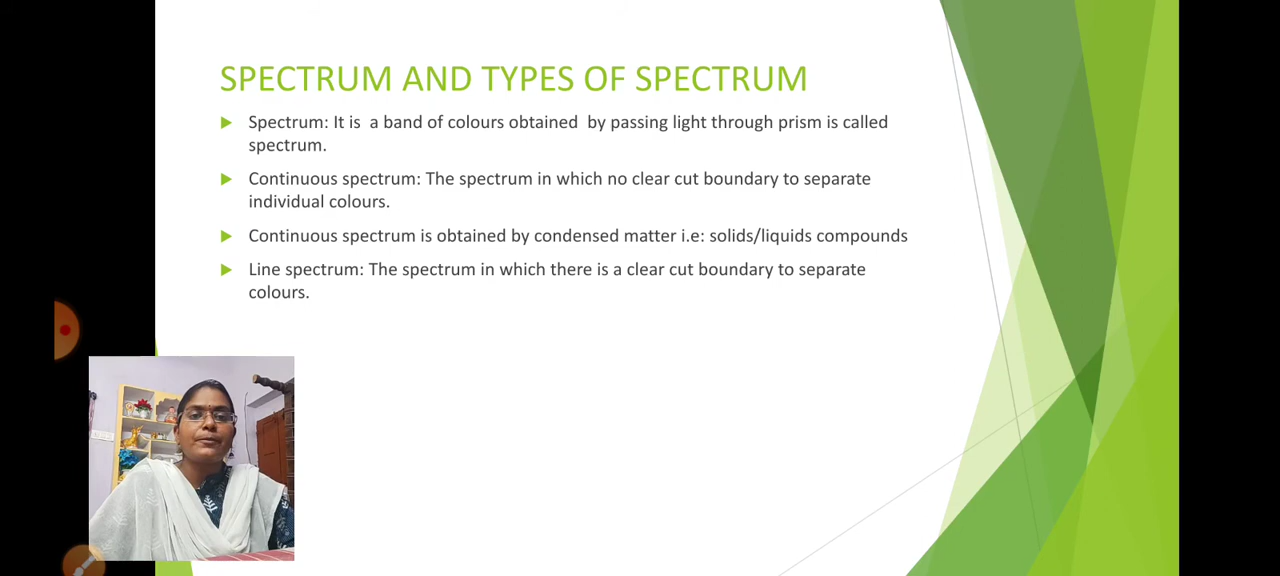 SPECTRUM AND TYPES OF SPECTRUM
Spectrum: It is a band of colours obtained by passing light through prism is called
spectrum.
Continuous spectrum: The spectrum in which no clear cut boundary to separate
individual colours.
Continuous spectrum is obtained by condensed matter i.e: solids/liquids compounds
Line spectrum: The spectrum in which there is a clear cut boundary to separate
colours.